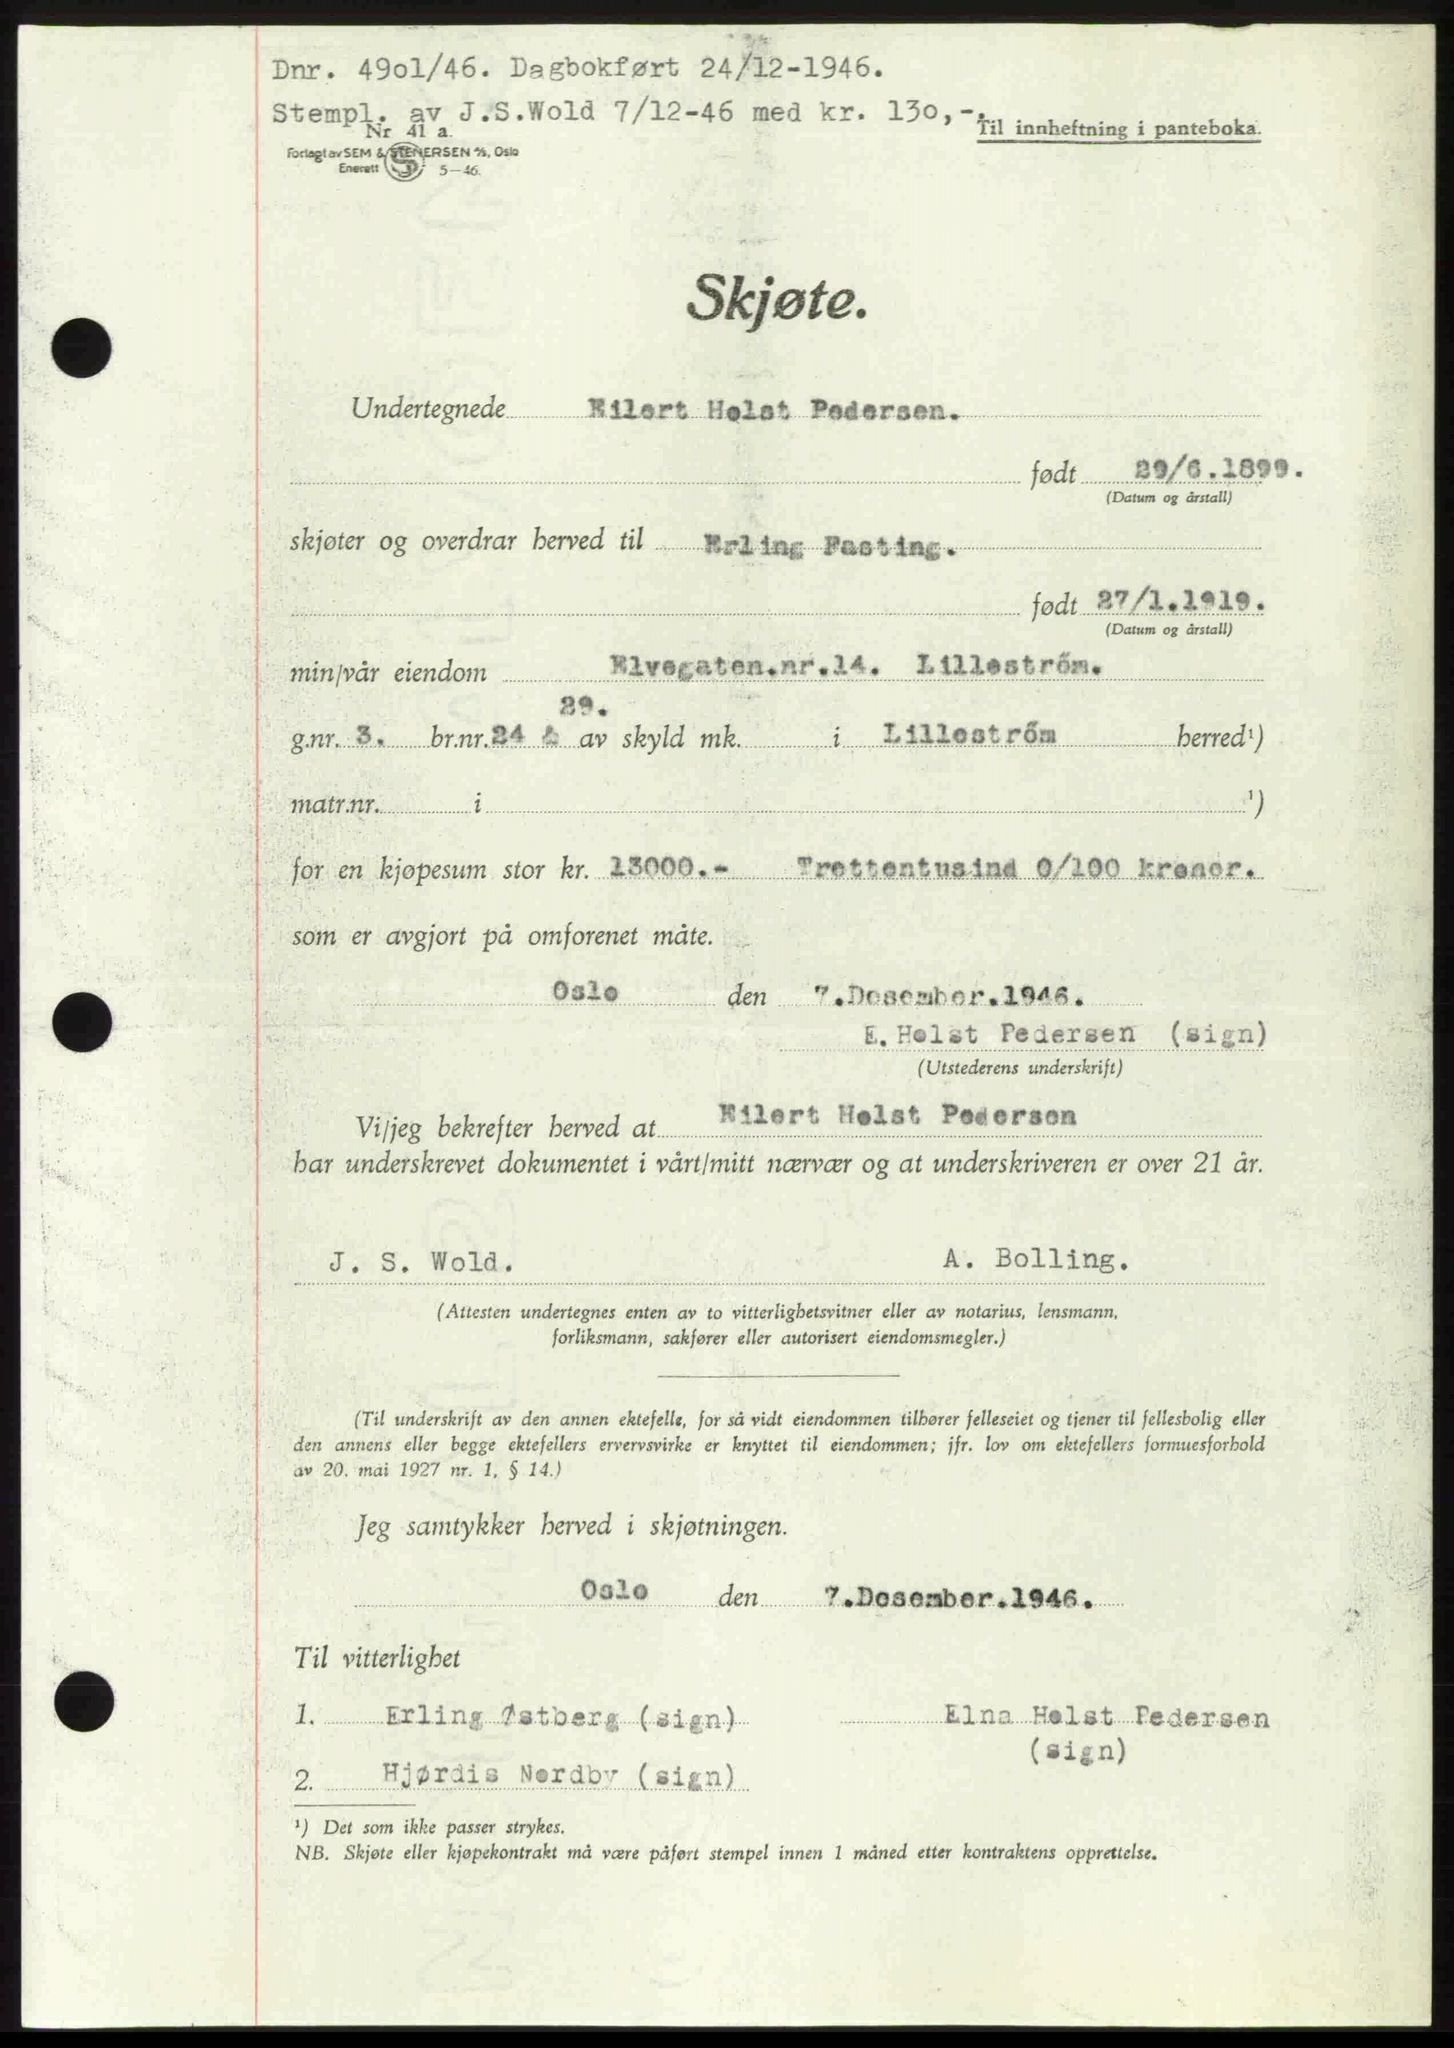 Dnr. 49ol/46. Dagbokført 24/12-1946.
Stempl. av J.S.Wold 7/12-46 med kr. 13o,-.
Nr 41 a.
Til innheftning i panteboka.
Forlagt av SEM & STENERSEN A/S, Oslo
Enerett 5—46.
Skjøte.
Undertegnede Eilert Holst Pedersen.
født 29/6.1899.
(Datum og årstall)
skjøter og overdrar herved til Erling Fasting.
født 27/1.1919.
(Datum og årstall)
min/vår eiendom Elvegaten.nr.14. Lilleström.
29.
g.nr. 3. br.nr. 24 & av skyld mk. i Lilleström herred¹)
matr.nr. i ¹)
for en kjøpesum stor kr. 13000.- Trettentusind 0/100 kroner.
som er avgjort på omforenet måte.
Oslo den 7.Desember.1946.
E. Holst Pedersen (sign)
(Utstederens underskrift)
Vi/jeg bekrefter herved at Eilert Holst Pedersen
har underskrevet dokumentet i vårt/mitt nærvær og at underskriveren er over 21 år.
J. S. Wold. A. Bolling.
(Attesten undertegnes enten av to vitterlighetsvitner eller av notarius, lensmann,
forliksmann, sakfører eller autorisert eiendomsmegler.)
(Til underskrift av den annen ektefelle, for så vidt eiendommen tilhører felleseiet og tjener til fellesbolig eller
den annens eller begge ektefellers ervervsvirke er knyttet til eiendommen; jfr. lov om ektefellers formuesforhold
av 20. mai 1927 nr. 1, § 14.)
Jeg samtykker herved i skjøtningen.
Oslo den 7.Desember.1946.
Til vitterlighet
1. Erling Østberg (sign) Elna Holst Pedersen
(sign)
2. Hjørdis Nordby (sign)
¹) Det som ikke passer strykes.
NB. Skjøte eller kjøpekontrakt må være påført stempel innen 1 måned etter kontraktens opprettelse.